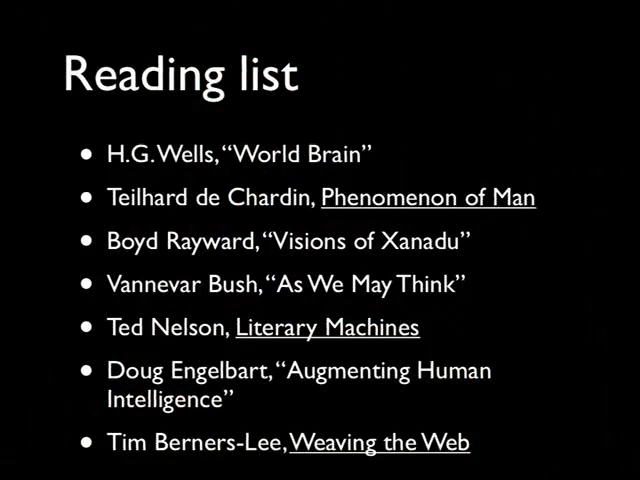 Reading list
• H.G. Wells, “World Brain”
• Teilhard de Chardin, Phenomenon of Man
• Boyd Rayward, “Visions of Xanadu”
• Vannevar Bush, “As We May Think”
• Ted Nelson, Literary Machines
• Doug Engelbart, “Augmenting Human
Intelligence”
• Tim Berners-Lee, Weaving the Web